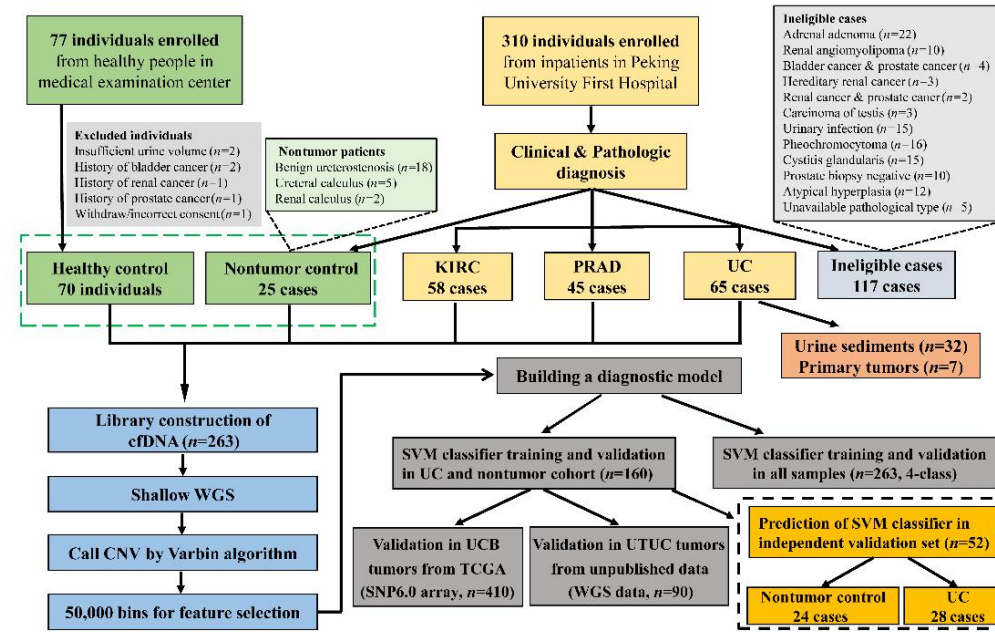 77 individuals enrolled
from healthy people in
medical examination center
310 individuals enrolled
from inpatients in Peking
University First Hospital
Ineligible cases
Adrenal adenoma (n=22)
Renal angiomyolipoma (n=10)
Bladder cancer & prostate cancer (n=4)
Hereditary renal cancer (n=3)
Renal cancer & prostate cancer (n=2)
Carcinoma of testis (n=3)
Urinary infection (n=15)
Pheochromocytoma (n=16)
Cystitis glandularis (n=15)
Prostate biopsy negative (n=10)
Atypical hyperplasia (n=12)
Unavailable pathological type (n=5)
Excluded individuals
Insufficient urine volume (n=2)
History of bladder cancer (n=2)
History of renal cancer (n=1)
History of prostate cancer (n=1)
Withdraw/incorrect consent (n=1)
Nontumor patients
Benign ureterostenosis (n=18)
Ureteral calculus (n=5)
Renal calculus (n=2)
Clinical & Pathologic
diagnosis
Healthy control
70 individuals
Nontumor control
25 cases
KIRC
58 cases
PRAD
45 cases
UC
65 cases
Ineligible cases
117 cases
Urine sediments (n=32)
Primary tumors (n=7)
Building a diagnostic model
Library construction of
cfDNA (n=263)
Shallow WGS
Call CNV by Varbin algorithm
50,000 bins for feature selection
SVM classifier training and validation
in UC and nontumor cohort (n=160)
SVM classifier training and validation
in all samples (n=263, 4-class)
Validation in UCB
tumors from TCGA
(SNP6.0 array, n=410)
Validation in UTUC tumors
from unpublished data
(WGS data, n=90)
Prediction of SVM classifier in
independent validation set (n=52)
Nontumor control
24 cases
UC
28 cases